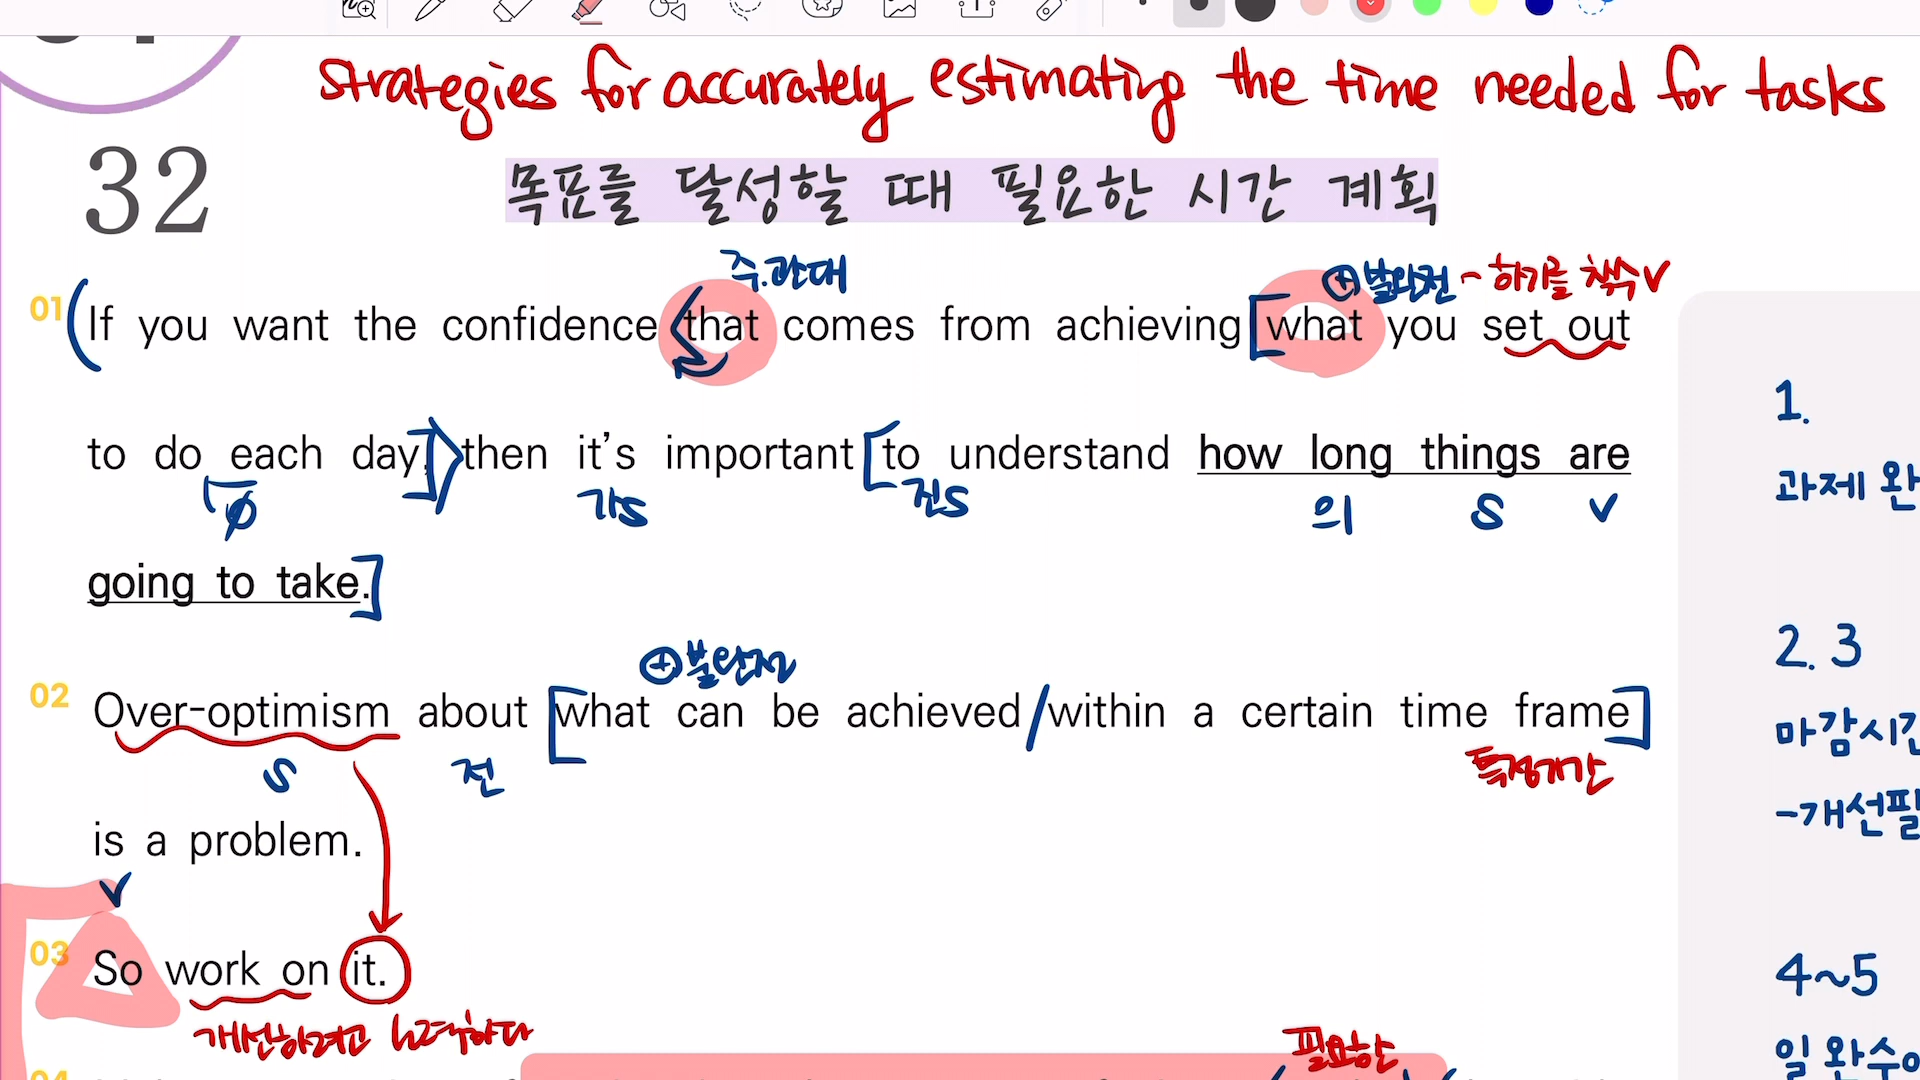 strategies for accurately estimating the time needed for tasks
32
목표를 달성할 때 필요한 시간 계획
주.관대
+불완전 - 하기를 착수V
01 If you want the confidence that comes from achieving what you set out
to do each day, then it's important to understand how long things are
가S
진S
의 S V
going to take.
+불완전
02 Over-optimism about what can be achieved / within a certain time frame
S 전
특정기간
is a problem.
V
03 So work on it.
개선하려고 노력하다
필요한
1.
과제 완
2. 3
마감시간
-개선필
4~5
일 완수